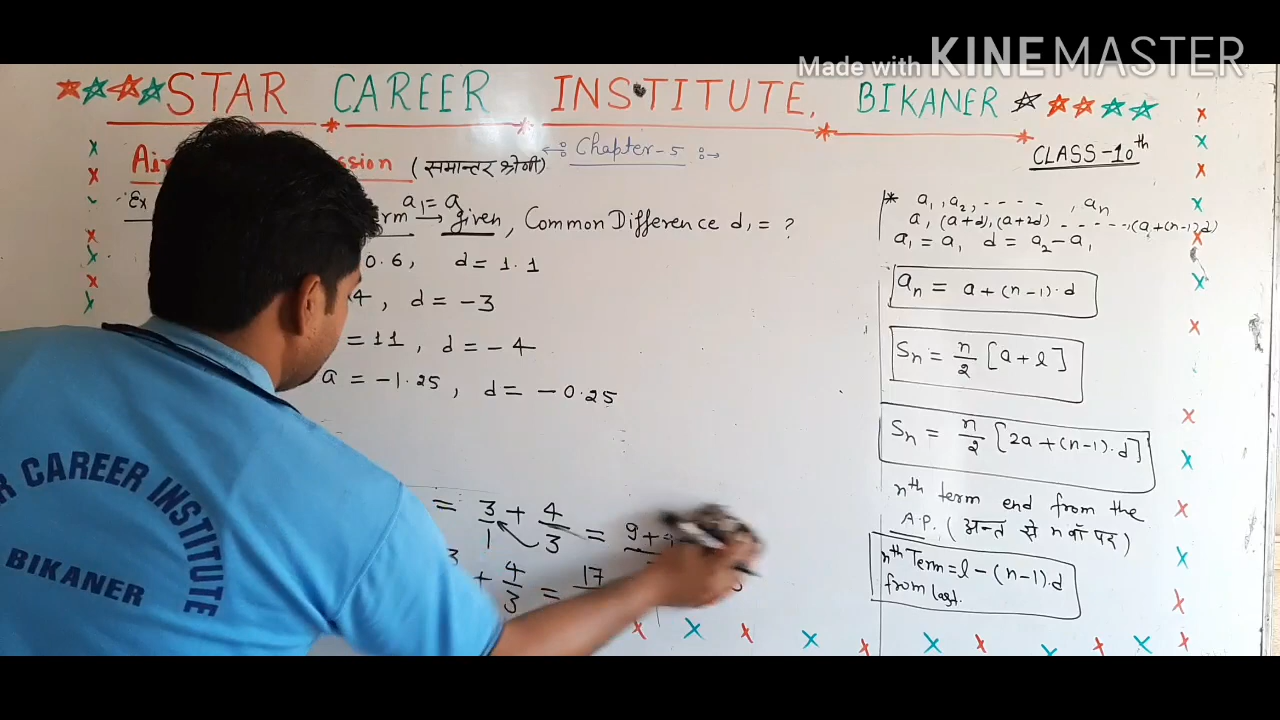 Made with KINEMASTER
STAR CAREER INSTITUTE, BIKANER
Chapter-5
CLASS-10th
(समान्तर श्रेणी)
Ex
a₁ = a
given, Common Difference d, = ?
0.6, d = 1.1
4, d = -3
= 11, d = -4
a = -1.25, d = -0.25
= 3/1 + 4/3 = 9+4
+ 4/3 = 17
* a₁, a₂, - - - -, aₙ
a, (a+d), (a+2d) - - - - - -, (a+(n-1)d)
a₁ = a, d = a₂ - a₁
aₙ = a + (n-1)·d
Sₙ = n/2 [a + l]
Sₙ = n/2 [2a + (n-1)·d]
nth term end from the
A.P. (अन्त से nवाँ पद)
nth Term = l - (n-1)·d
from last.
CAREER INSTITUTE
BIKANER